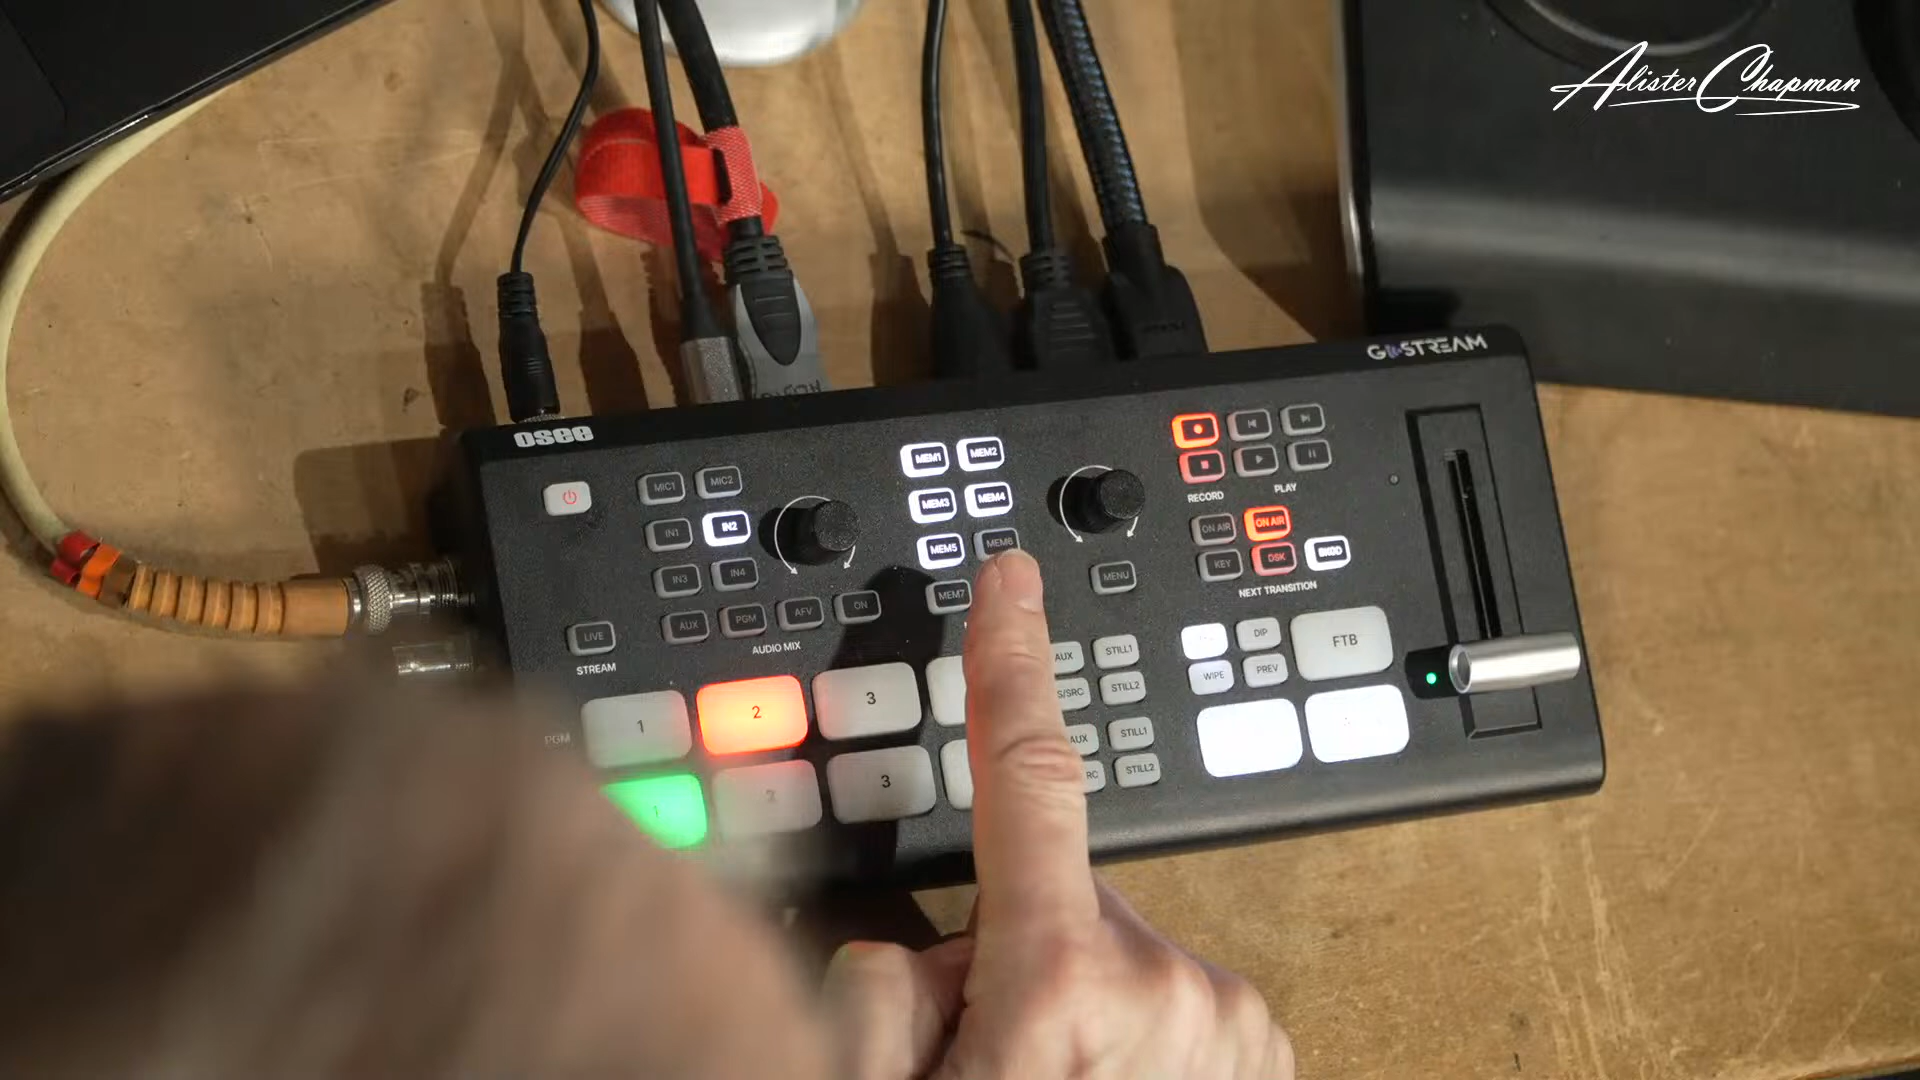 Alister Chapman
GOSTREAM
osee
MIC1 MIC2
IN1 IN2
IN3 IN4
AUX PGM AFV ON
AUDIO MIX
LIVE
STREAM
MEM1 MEM2
MEM3 MEM4
MEM5 MEM6
MEM7
MENU
RECORD PLAY
ON AIR ON AIR
KEY DSK BKGD
NEXT TRANSITION
DIP
WIPE PREV
FTB
PGM
1 2 3
AUX STILL1
S/SRC STILL2
1 2 3
AUX STILL1
RC STILL2